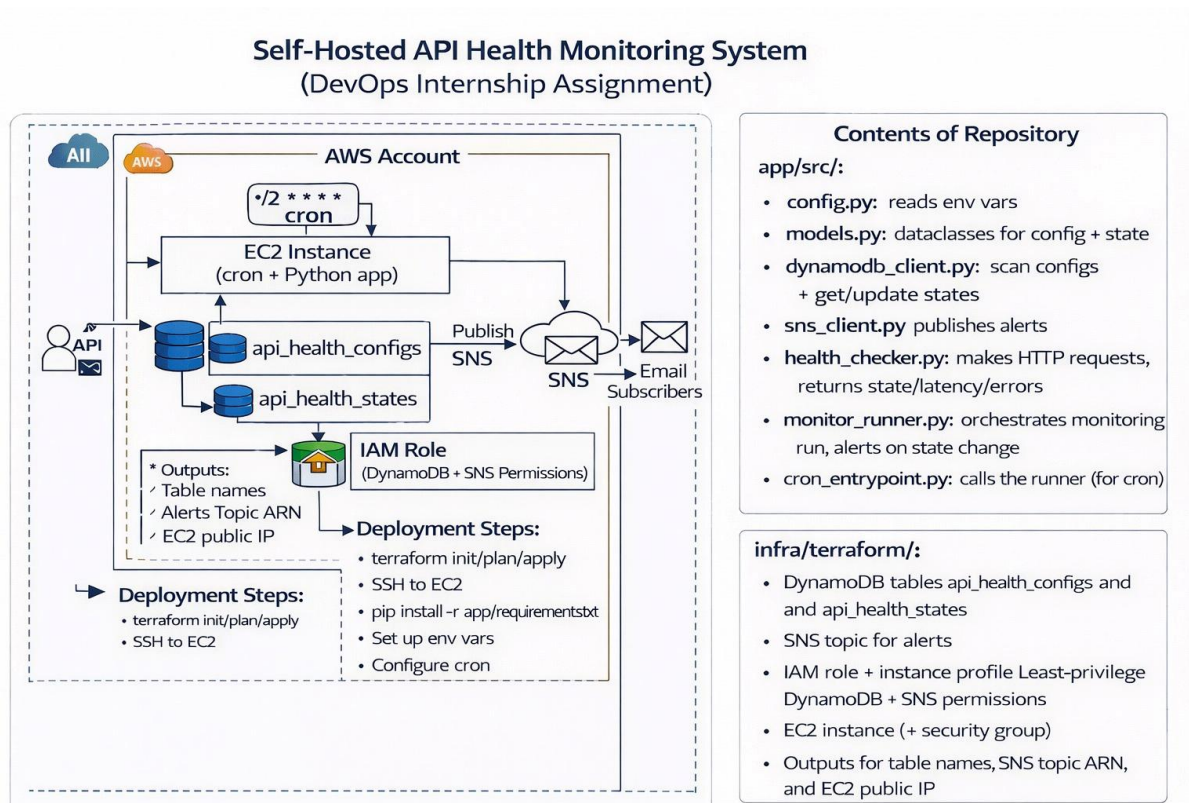 Self-Hosted API Health Monitoring System
(DevOps Internship Assignment)
All
AWS
AWS Account
•/2 * * * *
cron
EC2 Instance
(cron + Python app)
API
api_health_configs
api_health_states
Publish
SNS
SNS
Email
Subscribers
IAM Role
(DynamoDB + SNS Permissions)
* Outputs:
Table names
Alerts Topic ARN
EC2 public IP
Deployment Steps:
• terraform init/plan/apply
• SSH to EC2
• pip install -r app/requirementstxt
• Set up env vars
• Configure cron
Deployment Steps:
• terraform init/plan/apply
• SSH to EC2
Contents of Repository
app/src/:
• config.py: reads env vars
• models.py: dataclasses for config + state
• dynamodb_client.py: scan configs
+ get/update states
• sns_client.py publishes alerts
• health_checker.py: makes HTTP requests,
returns state/latency/errors
• monitor_runner.py: orchestrates monitoring
run, alerts on state change
• cron_entrypoint.py: calls the runner (for cron)
infra/terraform/:
• DynamoDB tables api_health_configs and
and api_health_states
• SNS topic for alerts
• IAM role + instance profile Least-privilege
DynamoDB + SNS permissions
• EC2 instance (+ security group)
• Outputs for table names, SNS topic ARN,
and EC2 public IP